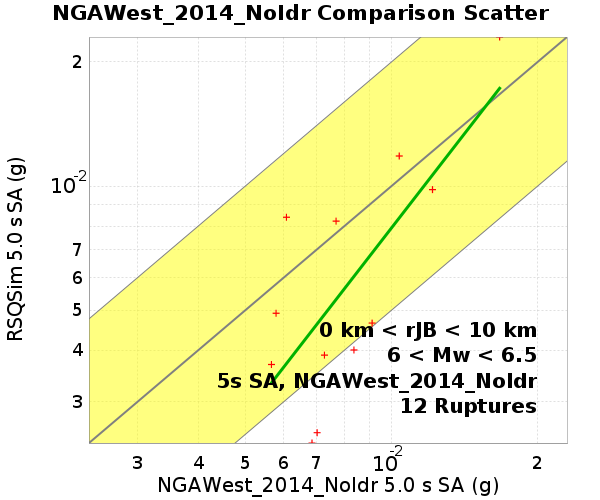 NGAWest_2014_NoIdr Comparison Scatter
RSQSim 5.0 s SA (g)
2
10-2
7
6
5
4
3
0 km < rJB < 10 km
6 < Mw < 6.5
5s SA, NGAWest_2014_NoIdr
12 Ruptures
3 4 5 6 7 10-2 2
NGAWest_2014_NoIdr 5.0 s SA (g)